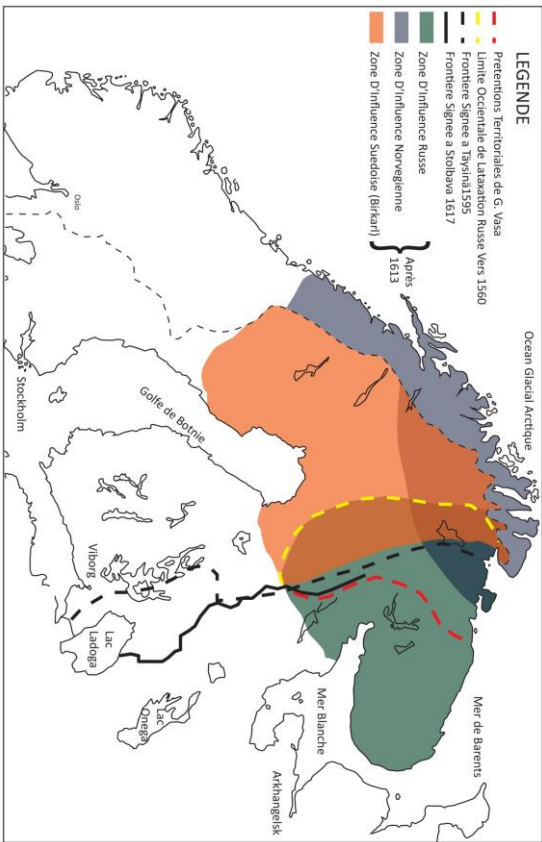 LEGENDE
Pretentions Territoriales de G. Vasa
Limite Occidentale de Lataxation Russe Vers 1560
Frontiere Signee a Täysinä1595
Frontiere Signee a Stolbava 1617
Zone D'Influence Russe
Zone D'Influence Norvegienne
Zone D'Influence Suedoise (Birkarl)
Après
1613
Ocean Glacial Arctique
Mer de Barents
Mer Blanche
Arkhangelsk
Golfe de Botnie
Oslo
Stockholm
Viborg
Lac
Ladoga
Lac
Onega